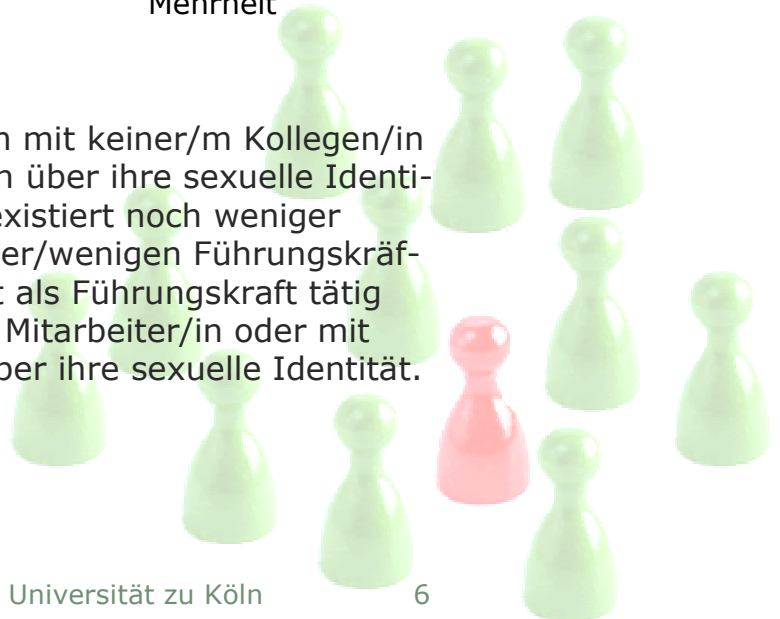 Mehrheit
n mit keiner/m Kollegen/in
n über ihre sexuelle Identi-
existiert noch weniger
er/wenigen Führungskräf-
t als Führungskraft tätig
Mitarbeiter/in oder mit
ber ihre sexuelle Identität.
Universität zu Köln 6